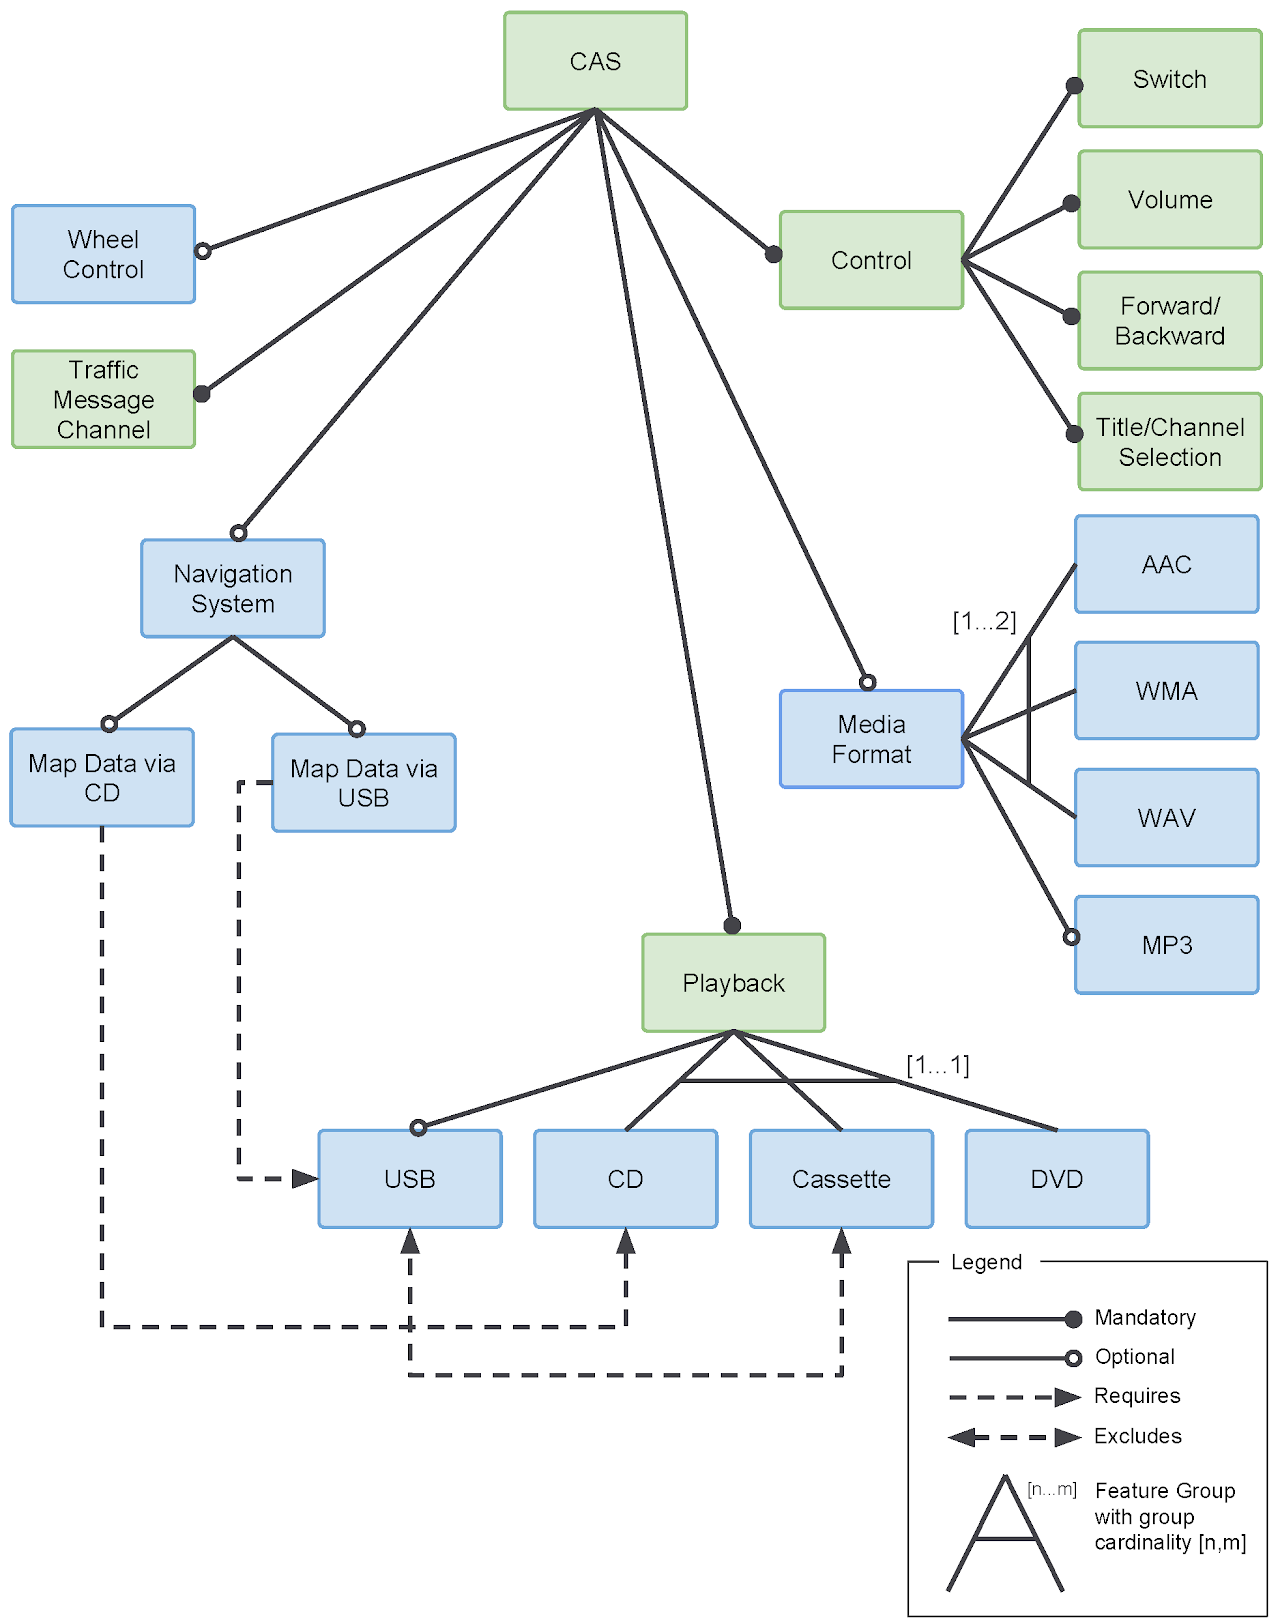 CAS
Switch
Volume
Wheel
Control
Control
Forward/
Backward
Traffic
Message
Channel
Title/Channel
Selection
Navigation
System
AAC
[1...2]
WMA
Media
Format
Map Data via
CD
Map Data via
USB
WAV
MP3
Playback
[1...1]
USB
CD
Cassette
DVD
Legend
Mandatory
Optional
Requires
Excludes
[n...m]
Feature Group
with group
cardinality [n,m]